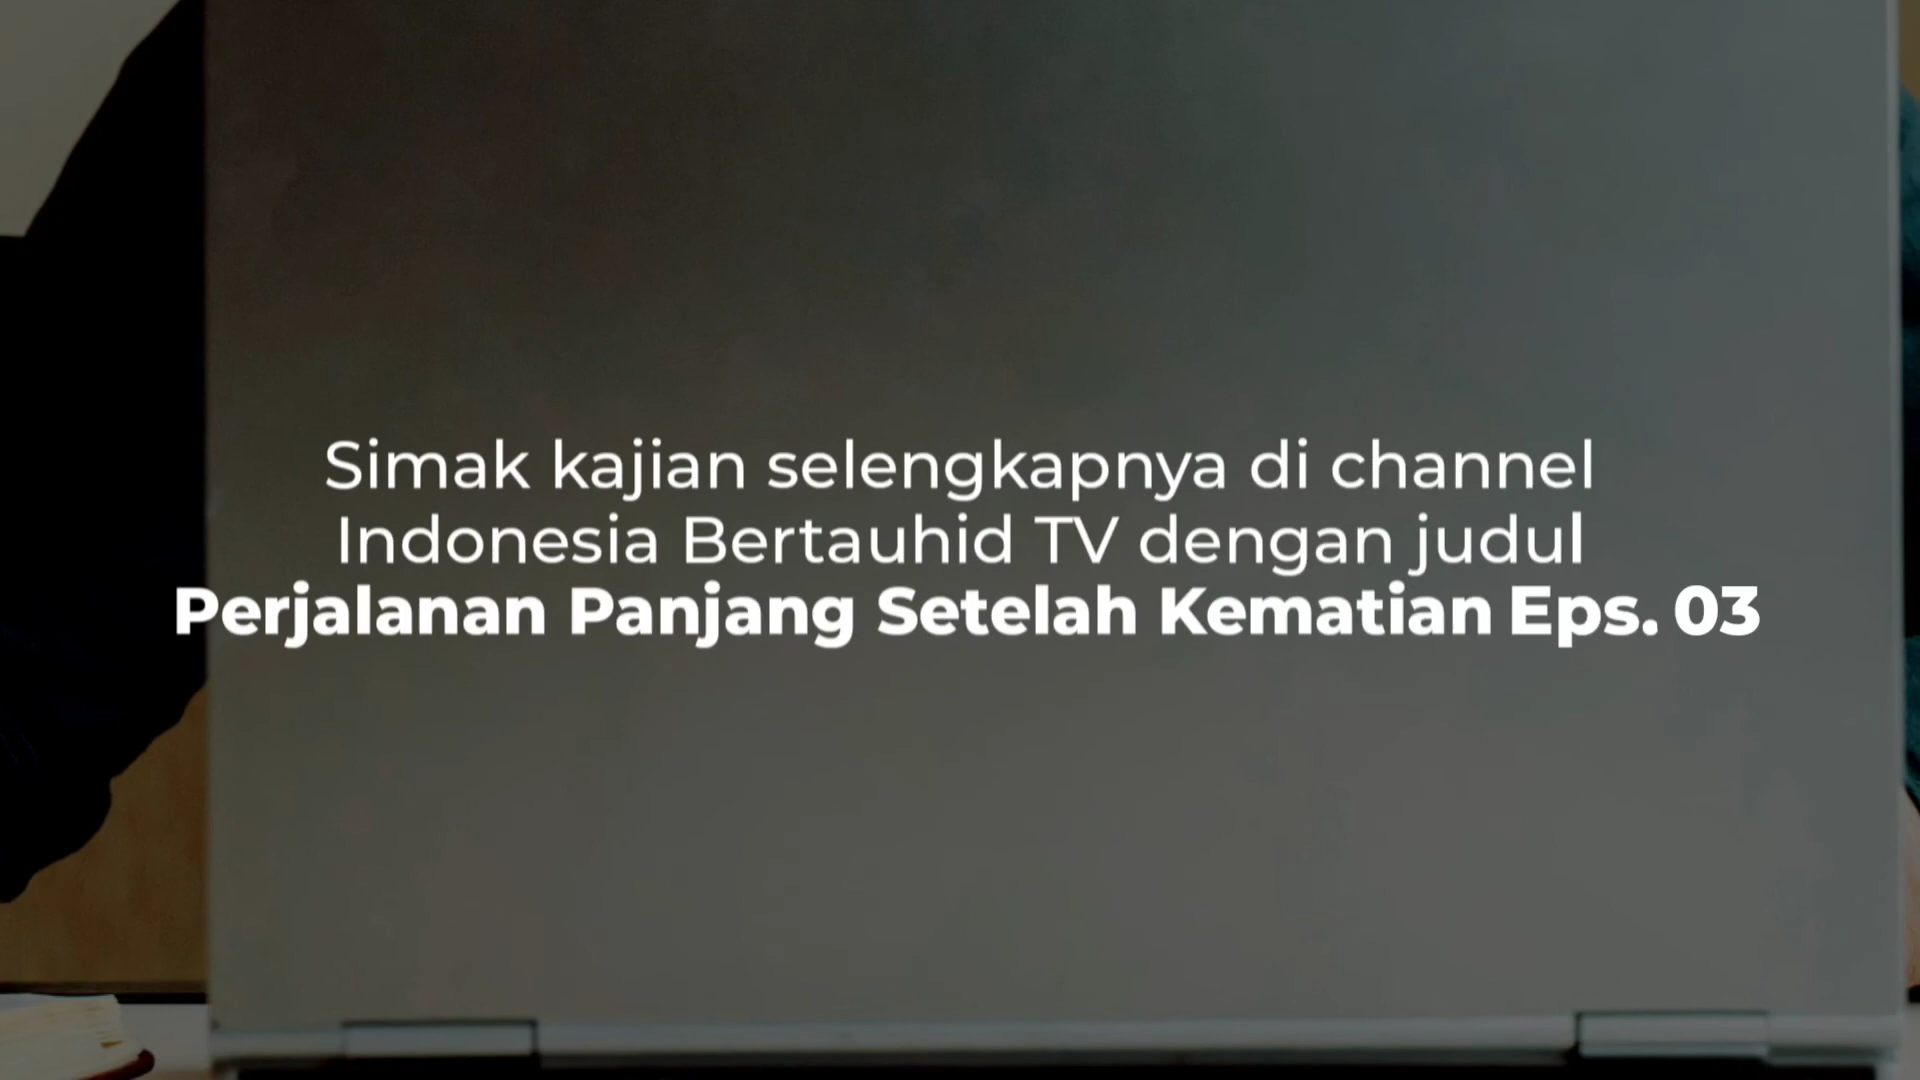 Simak kajian selengkapnya di channel
Indonesia Bertauhid TV dengan judul
Perjalanan Panjang Setelah Kematian Eps. 03